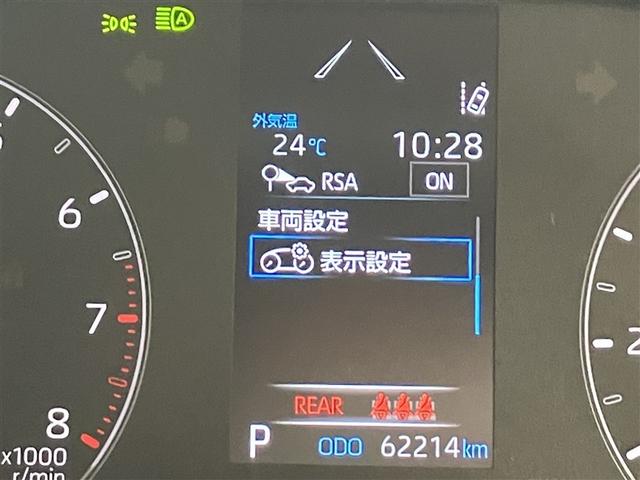 外気温
24℃ 10:28
RSA ON
車両設定
表示設定
6
7
8
x1000
r/min
2
REAR
P ODO 62214km